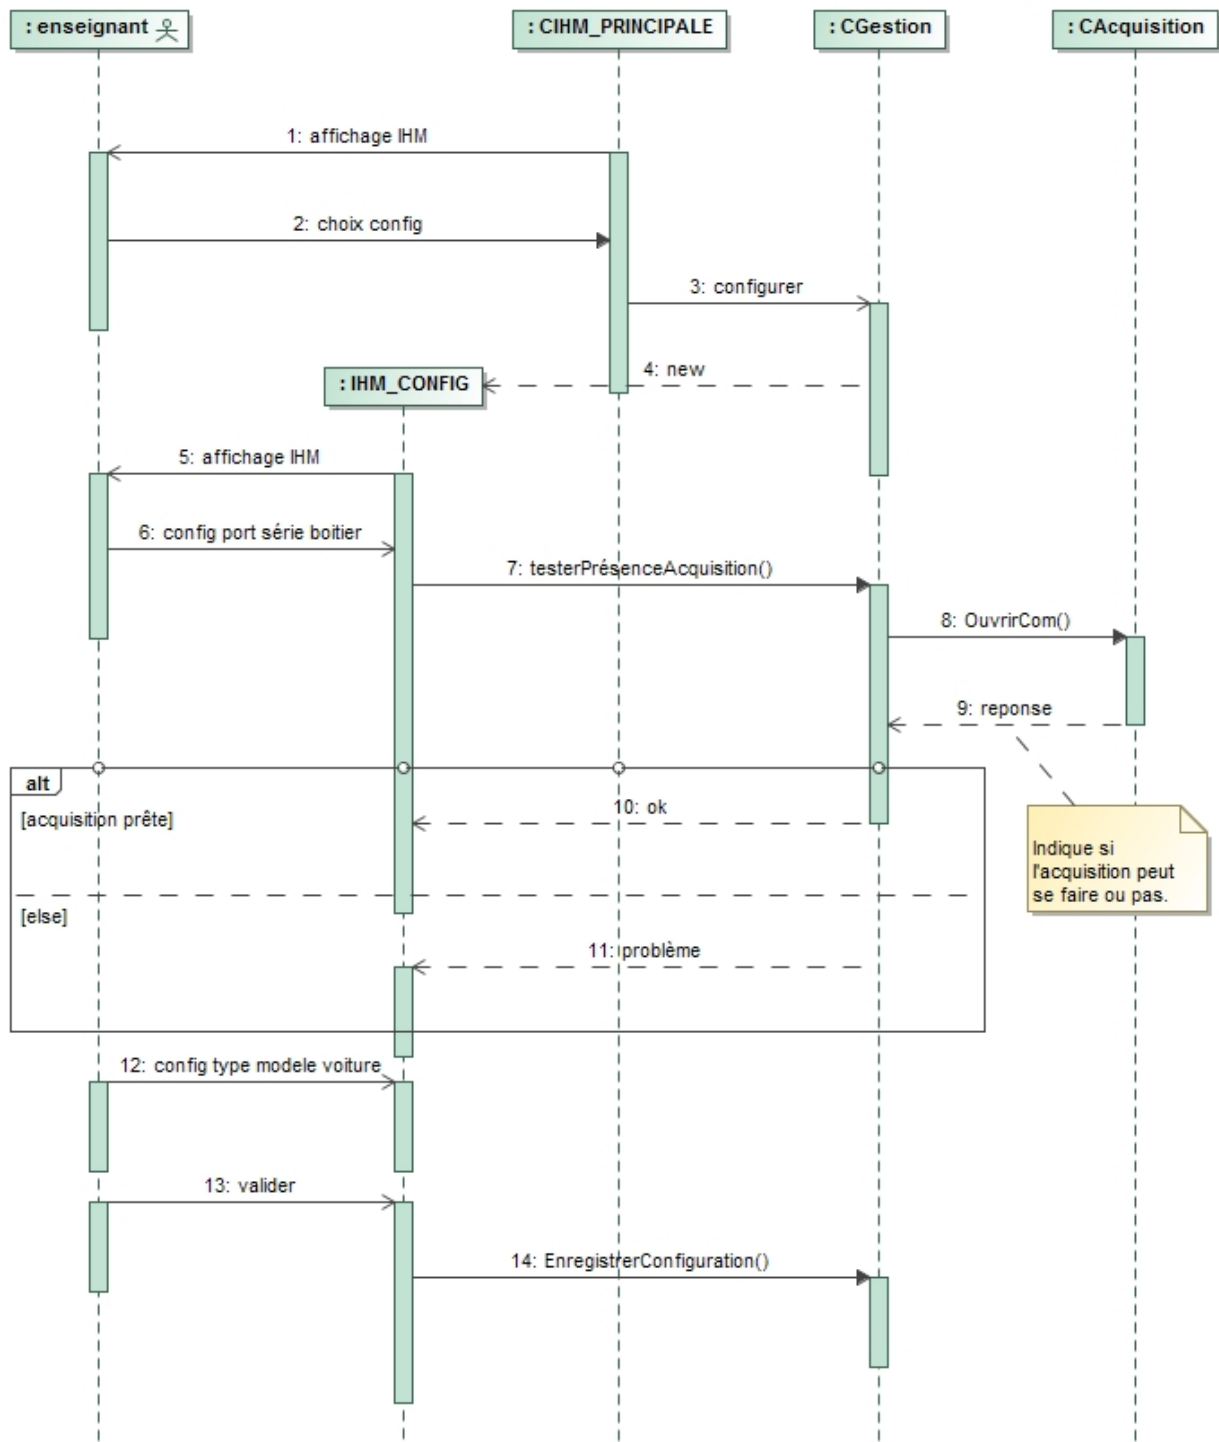 : enseignant
: CIHM_PRINCIPALE
: CGestion
: CAcquisition
1: affichage IHM
2: choix config
3: configurer
4: new
: IHM_CONFIG
5: affichage IHM
6: config port série boitier
7: testerPrésenceAcquisition()
8: OuvrirCom()
9: reponse
alt
[acquisition prête]
10: ok
Indique si
l'acquisition peut
se faire ou pas.
[else]
11: problème
12: config type modele voiture
13: valider
14: EnregistrerConfiguration()